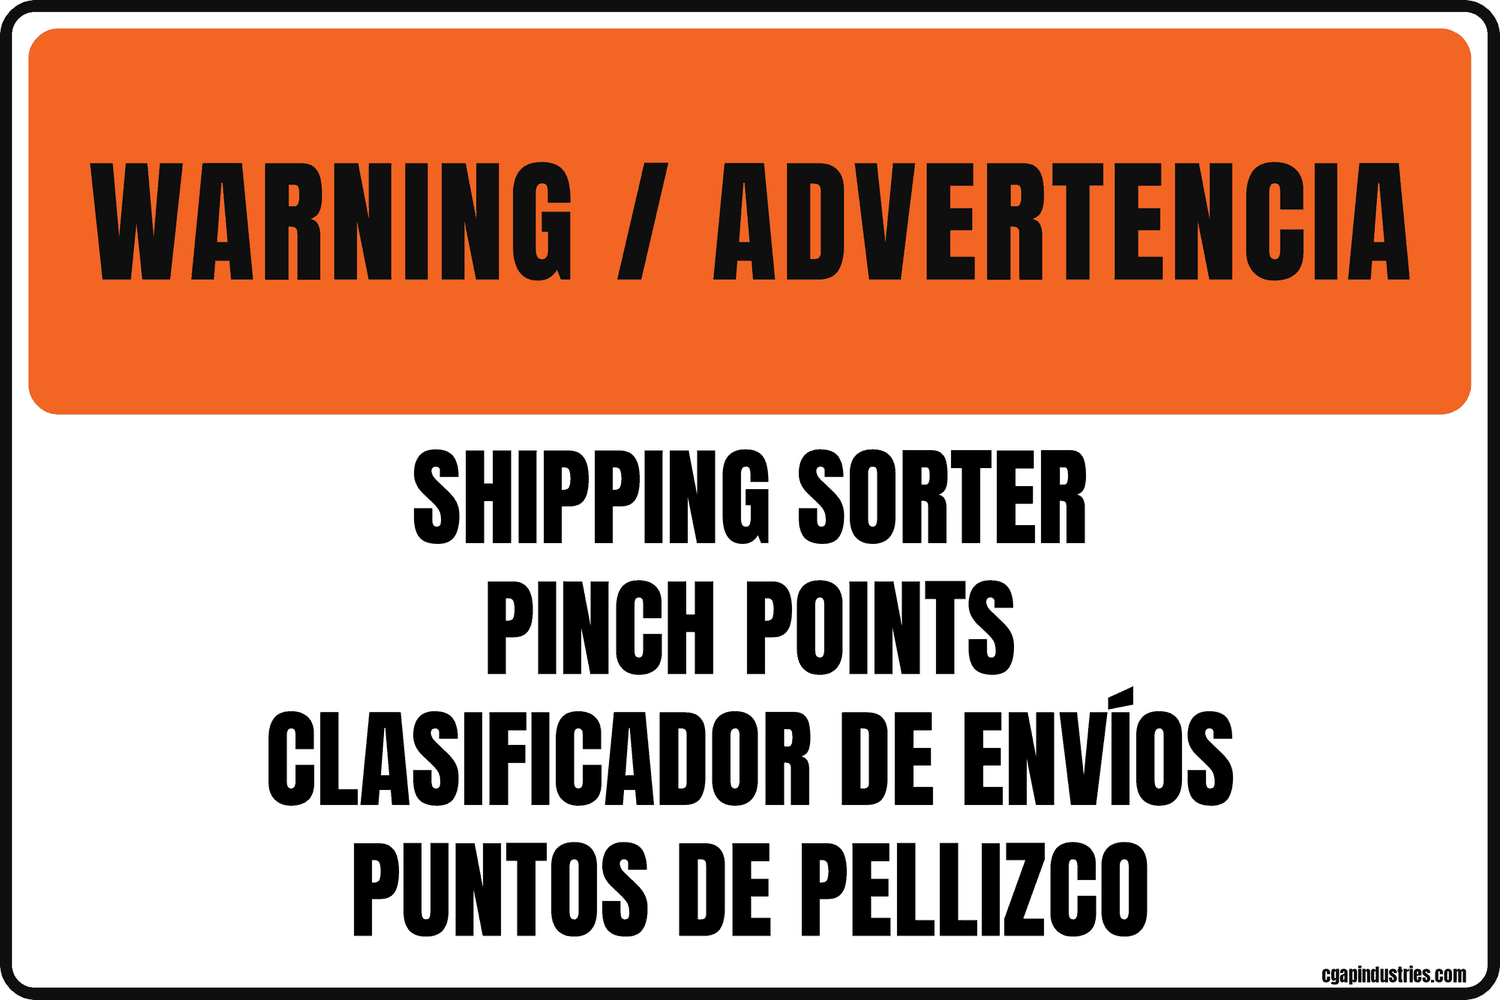 WARNING / ADVERTENCIA
SHIPPING SORTER
PINCH POINTS
CLASIFICADOR DE ENVÍOS
PUNTOS DE PELLIZCO
cgapindustries.com